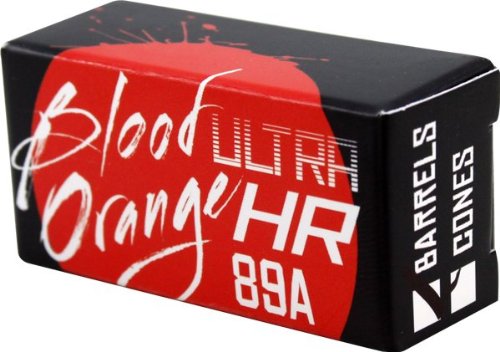 Blood
Orange
ULTRA
HR
89A
BARRELS
CONES